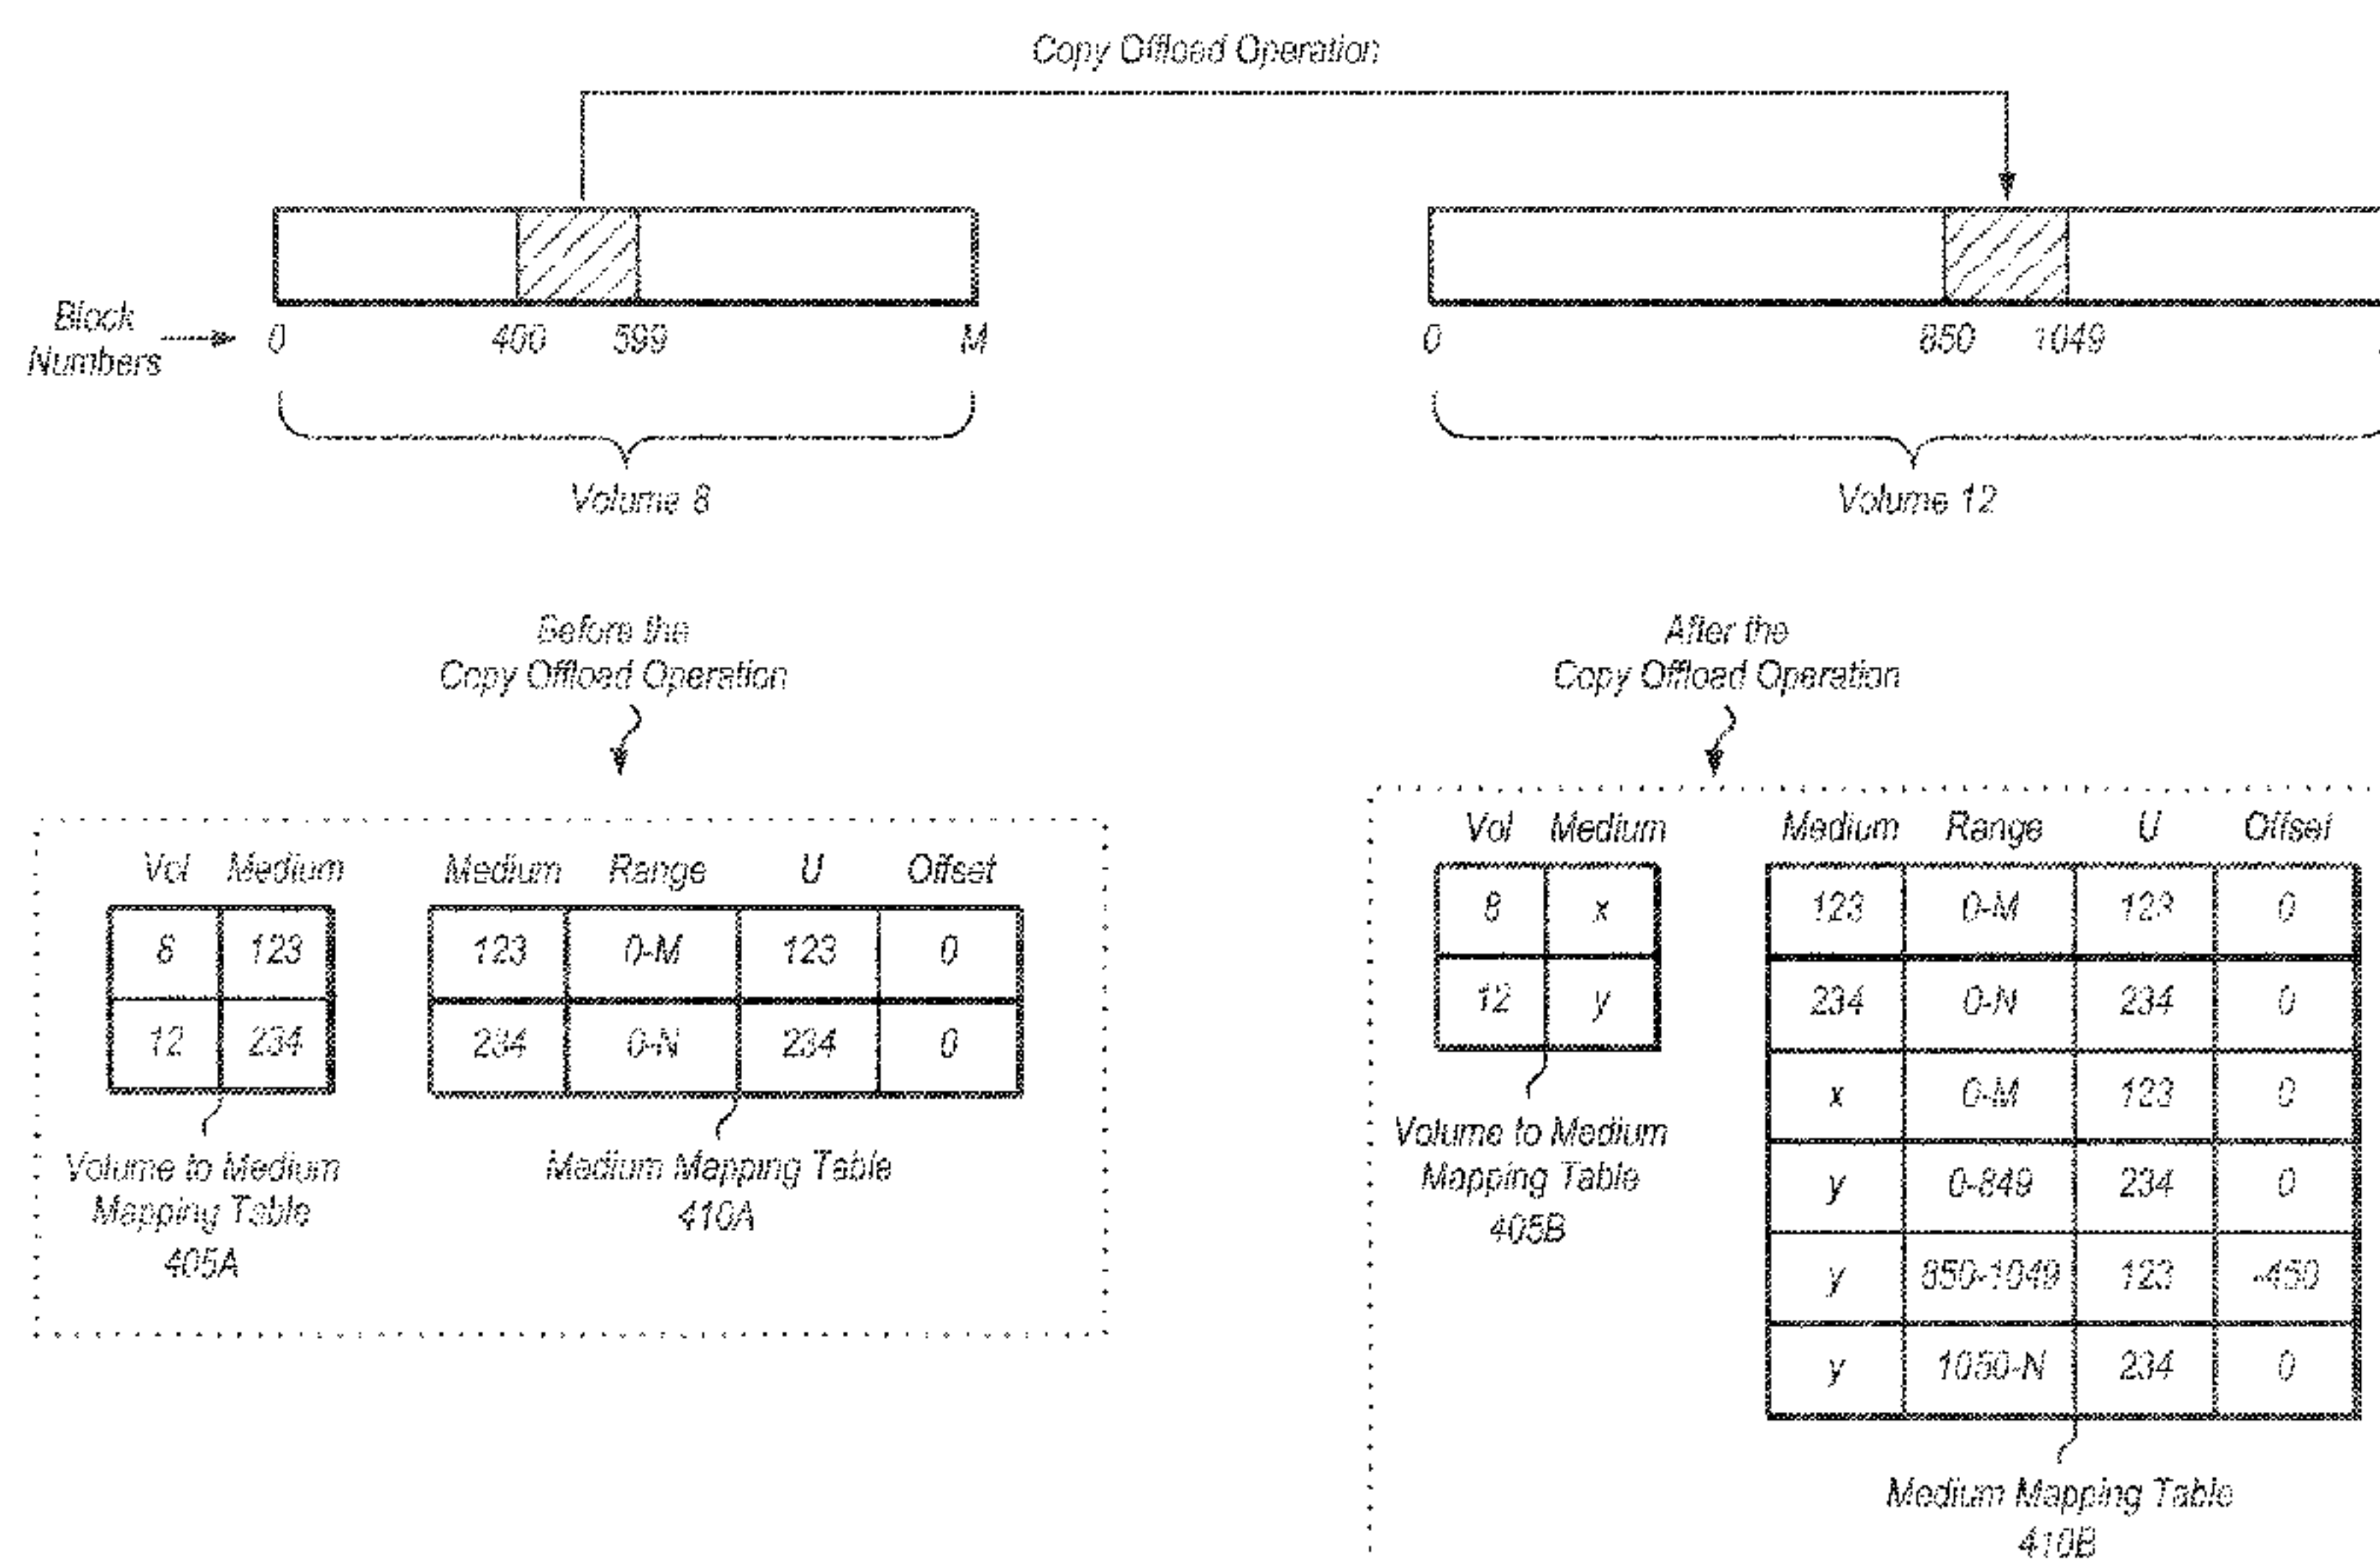 Copy Offload Operation
Block
Numbers
0 400 599 M
0 850 1049
Volume 8
Volume 12
Before the
Copy Offload Operation
After the
Copy Offload Operation
Vol Medium
8 123
12 234
Volume to Medium
Mapping Table
405A
Medium Range U Offset
123 0-M 123 0
234 0-N 234 0
Medium Mapping Table
410A
Vol Medium
8 x
12 y
Volume to Medium
Mapping Table
405B
Medium Range U Offset
123 0-M 123 0
234 0-N 234 0
x 0-M 123 0
y 0-849 234 0
y 850-1049 123 -450
y 1050-N 234 0
Medium Mapping Table
410B